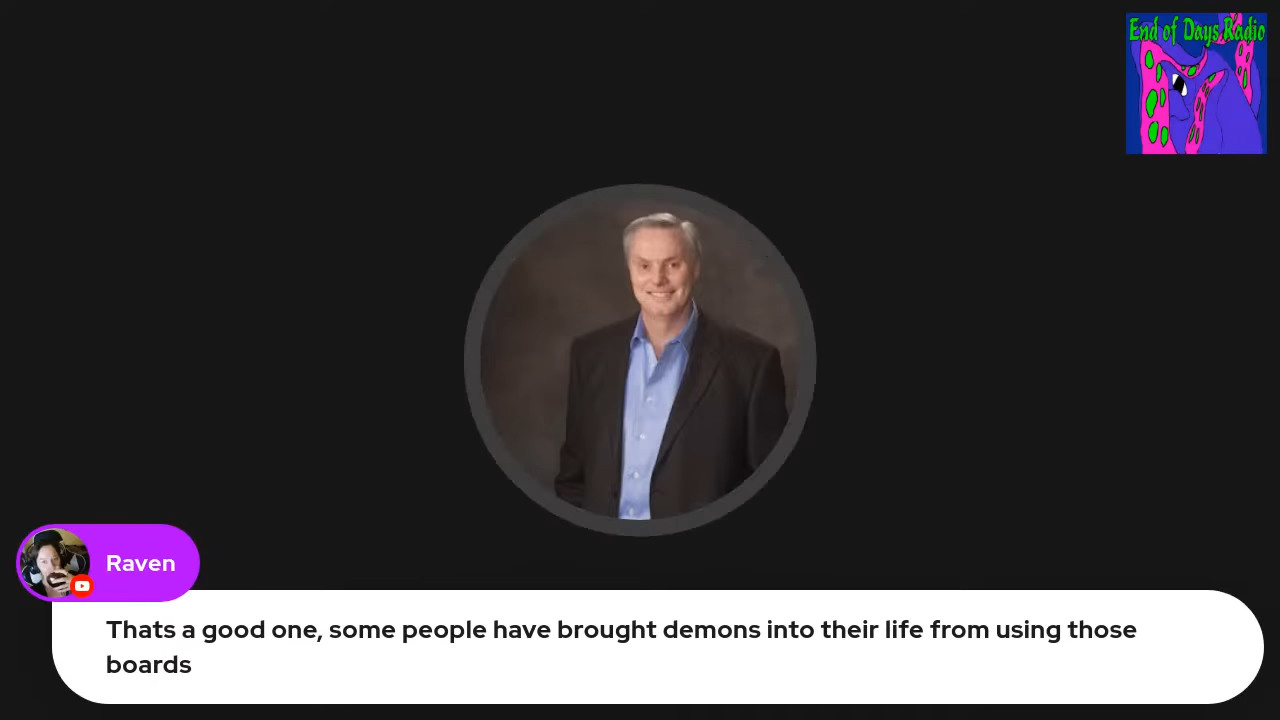 End of Days Radio
Raven
Thats a good one, some people have brought demons into their life from using those
boards